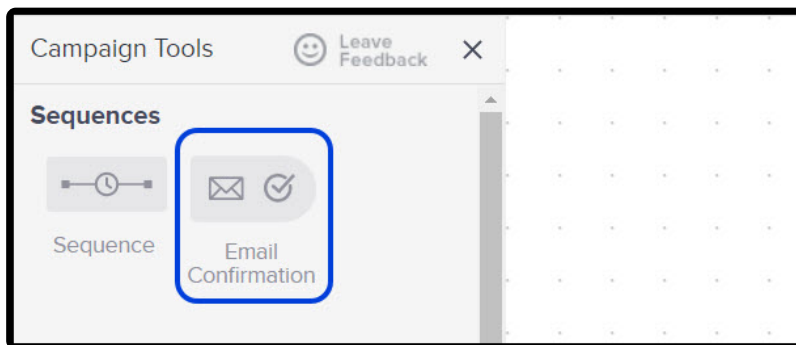 Campaign Tools
Leave
Feedback
Sequences
Sequence
Email
Confirmation